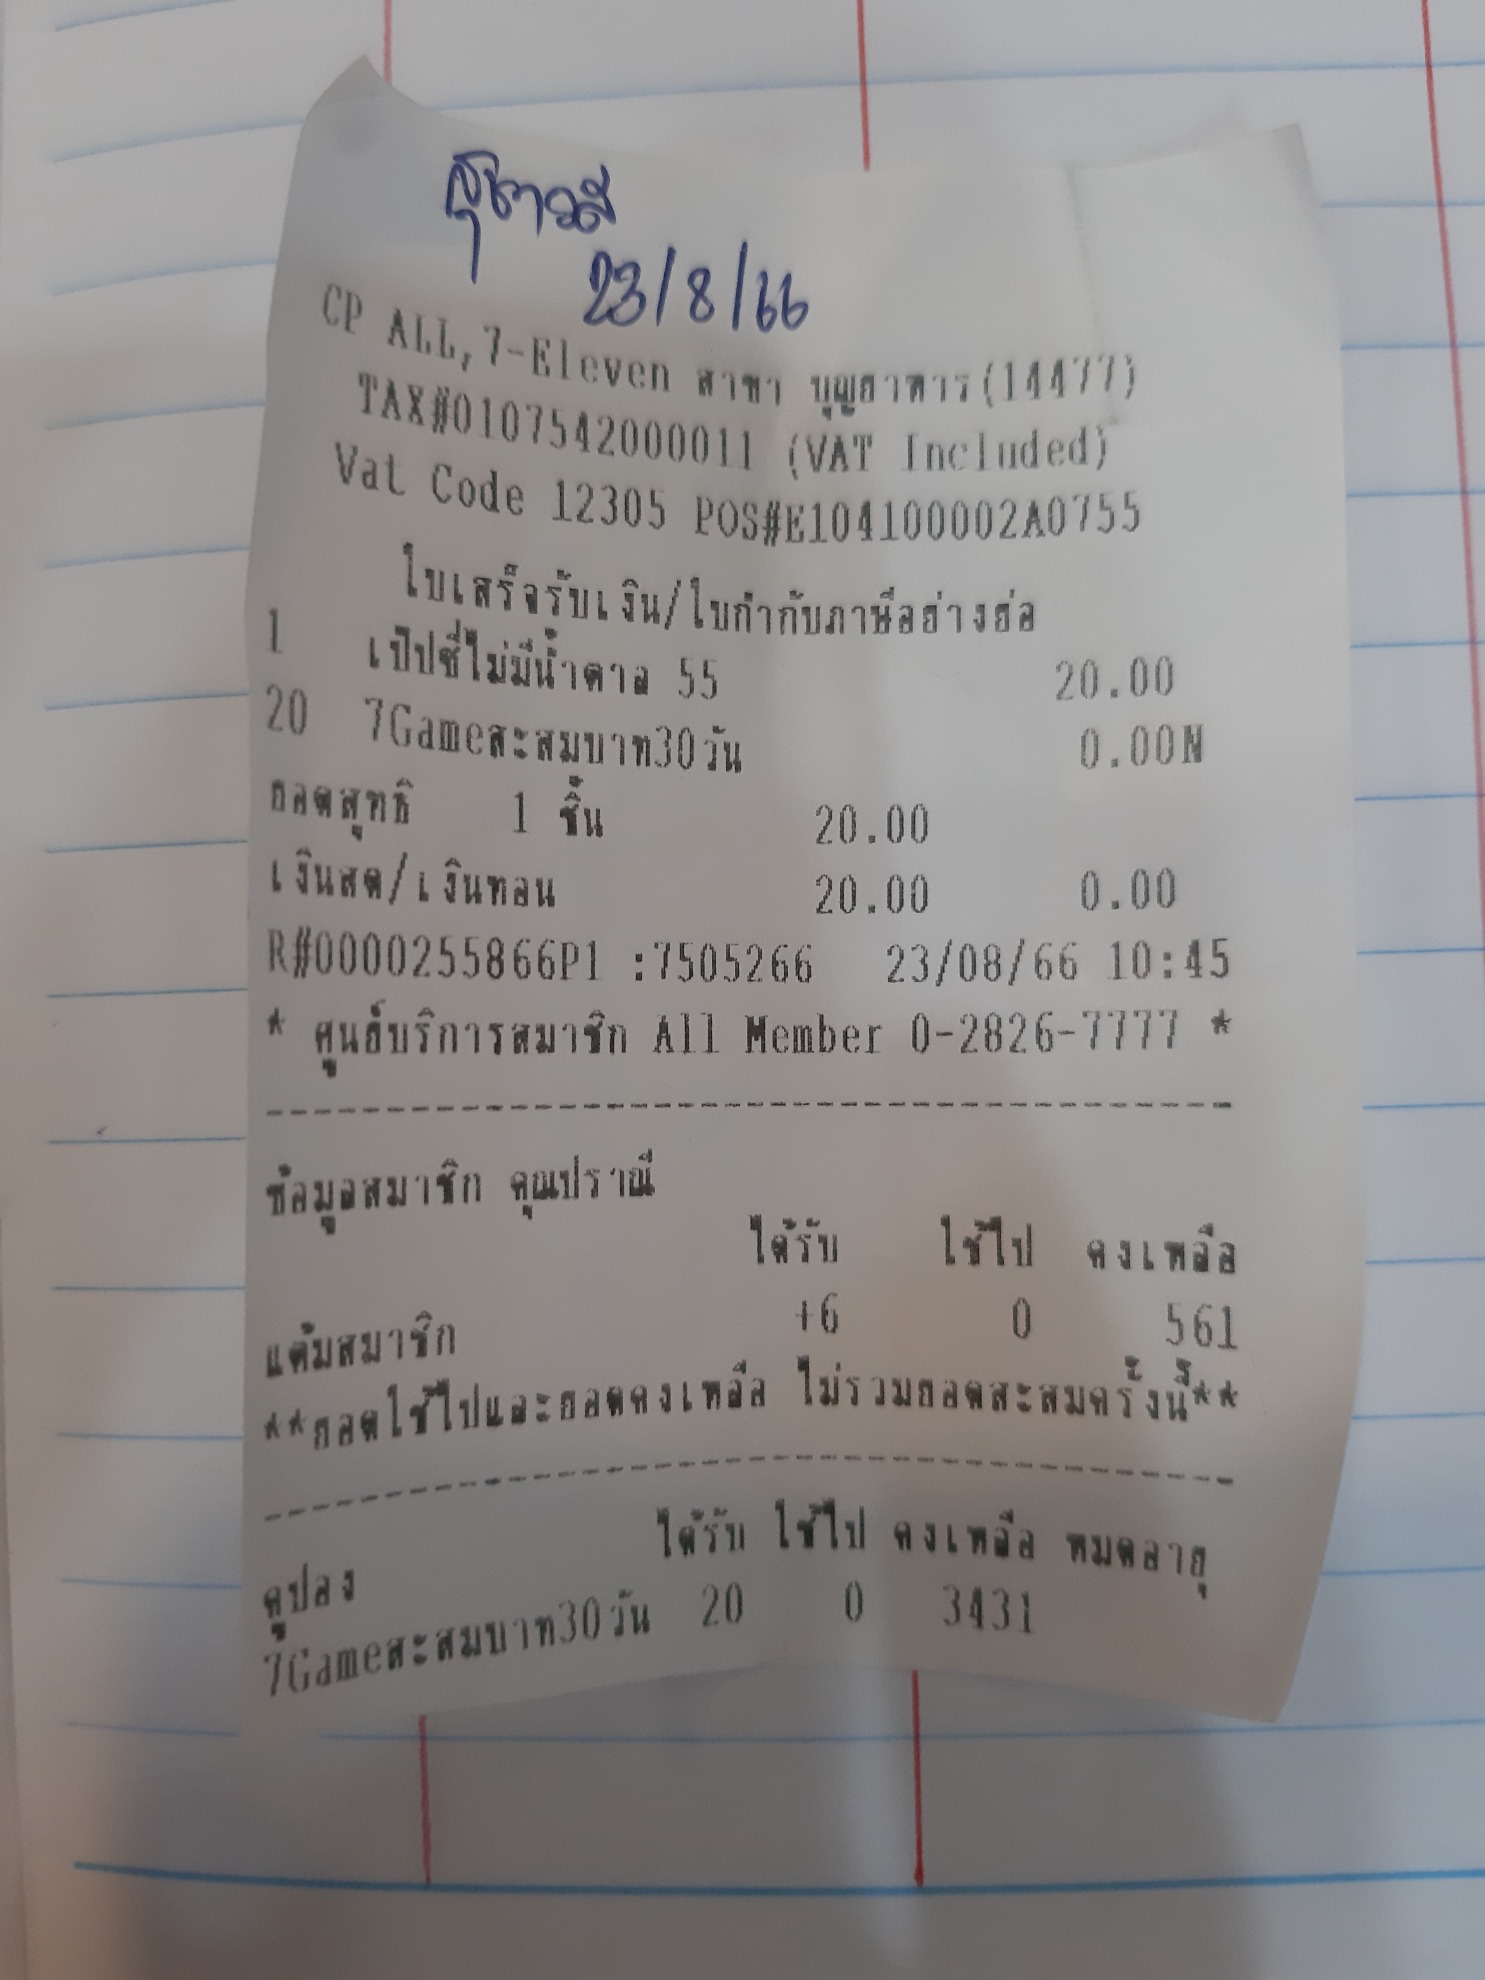 สุชาวดี
23/8/66
CP ALL,7-Eleven สาขา บุญอาหาร(14477)
TAX#0107542000011 (VAT Included)
Vat Code 12305 POS#E104100002A0755
ใบเสร็จรับเงิน/ใบกำกับภาษีอย่างย่อ
1 เป๊ปซี่ไม่มีน้ำตาล 55 20.00
20 7Gameสะสมบาท30วัน 0.00N
ยอดสุทธิ 1 ชิ้น 20.00
เงินสด/เงินทอน 20.00 0.00
R#0000255866P1 :7505266 23/08/66 10:45
* ศูนย์บริการสมาชิก All Member 0-2826-7777 *
ข้อมูลสมาชิก คุณปราณี
ได้รับ ใช้ไป คงเหลือ
แต้มสมาชิก +6 0 561
**ยอดใช้ไปและยอดคงเหลือ ไม่รวมยอดสะสมครั้งนี้**
คูปอง ได้รับ ใช้ไป คงเหลือ หมดอายุ
7Gameสะสมบาท30วัน 20 0 3431